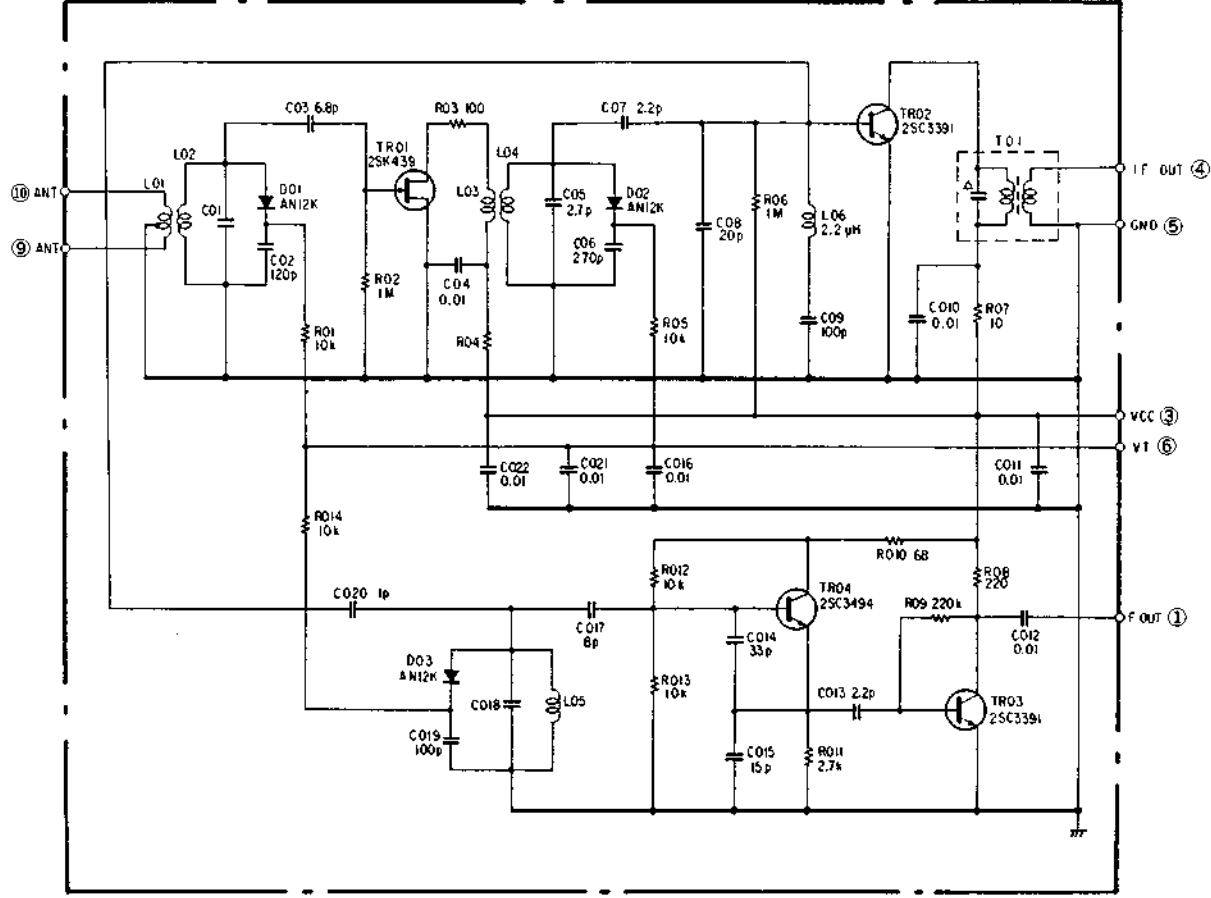 C03 6.8p
R03 100
C07 2.2p
TR02
2SC3391
TR01
2SK439
T01
L01
L02
L03
L04
⑩ ANT
⑨ ANT
IF OUT ④
GND ⑤
D01
AN12K
C01
C02
120p
C05
2.7p
D02
AN12K
C06
270p
R06
1M
C08
20p
L06
2.2μH
R02
1M
C04
0.01
R01
10k
R04
R05
10k
C09
100p
C010
0.01
R07
10
VCC ③
VT ⑥
C022
0.01
C021
0.01
C016
0.01
C011
0.01
R014
10k
R010 68
R012
10k
TR04
2SC3494
R08
220
R09 220k
C020 1p
C017
8p
C012
0.01
F OUT ①
C014
33p
D03
AN12K
C018
L05
R013
10k
C013 2.2p
TR03
2SC3391
C019
100p
C015
15p
R011
2.7k